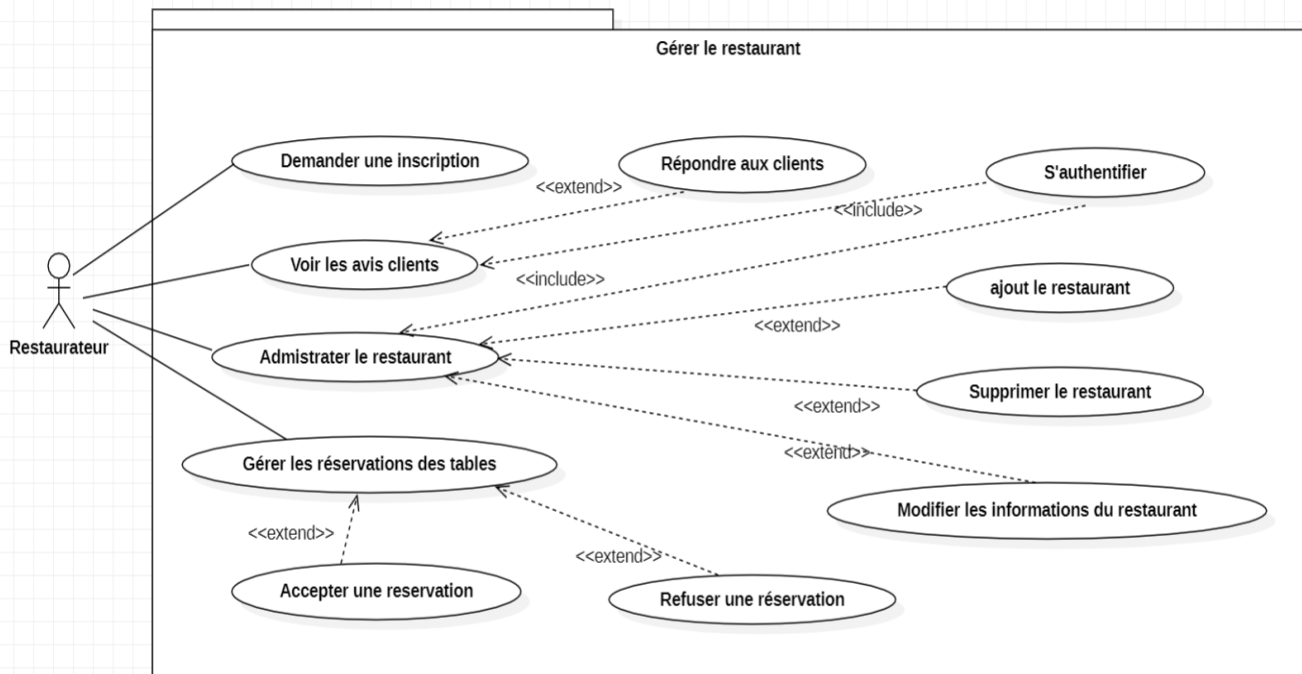 Gérer le restaurant
Demander une inscription
Répondre aux clients
S'authentifier
<<extend>>
<<include>>
Voir les avis clients
<<include>>
ajout le restaurant
<<extend>>
Restaurateur
Admistrater le restaurant
Supprimer le restaurant
<<extend>>
<<extend>>
Gérer les réservations des tables
Modifier les informations du restaurant
<<extend>>
<<extend>>
Accepter une reservation
Refuser une réservation